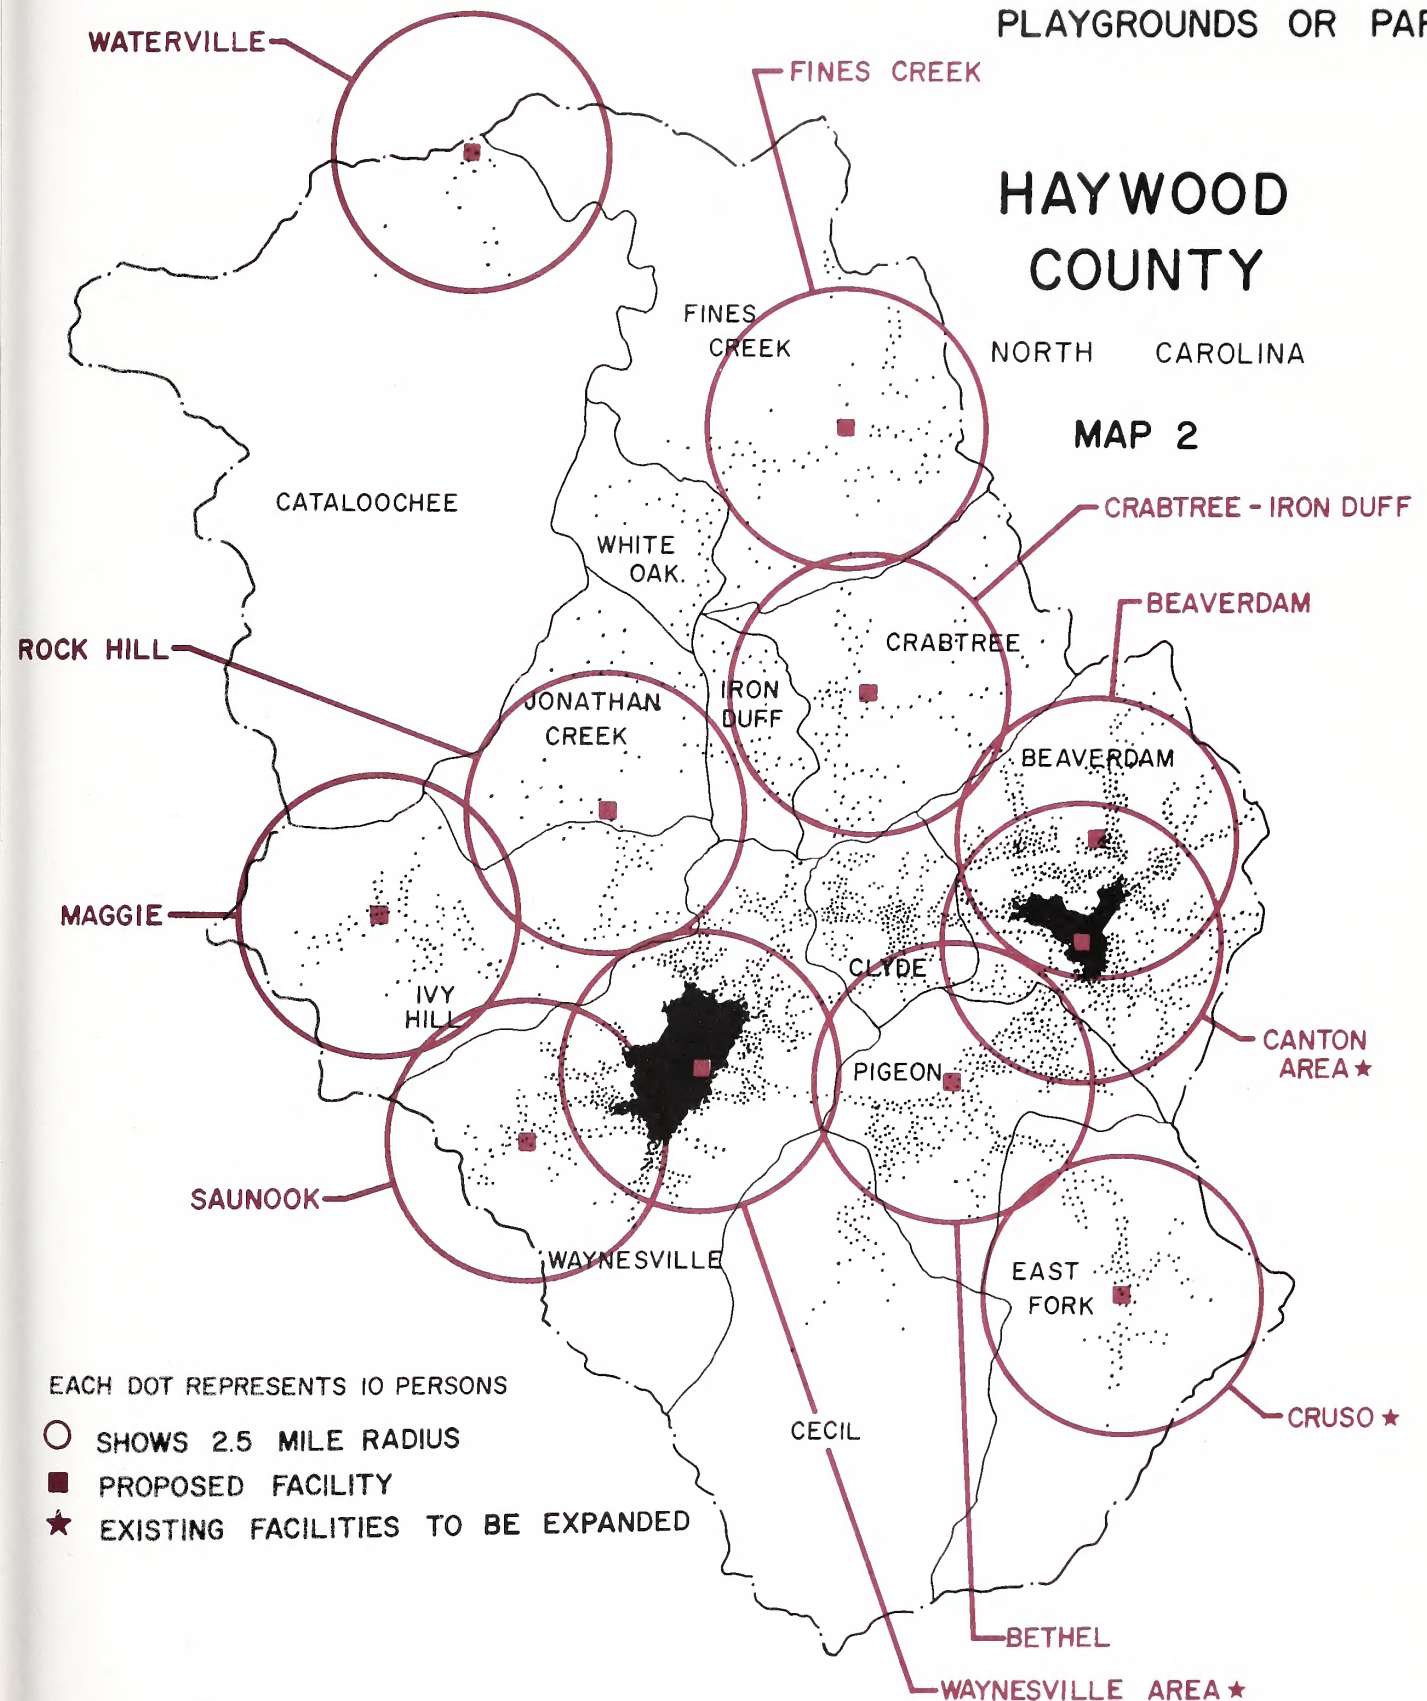 PLAYGROUNDS OR PAR
WATERVILLE
FINES CREEK
HAYWOOD
COUNTY
NORTH CAROLINA
MAP 2
FINES
CREEK
CATALOOCHEE
WHITE
OAK.
CRABTREE - IRON DUFF
BEAVERDAM
ROCK HILL
CRABTREE
JONATHAN
CREEK
IRON
DUFF
BEAVERDAM
MAGGIE
CLYDE
IVY
HILL
CANTON
AREA ★
PIGEON
SAUNOOK
WAYNESVILLE
EAST
FORK
EACH DOT REPRESENTS 10 PERSONS
SHOWS 2.5 MILE RADIUS
PROPOSED FACILITY
★ EXISTING FACILITIES TO BE EXPANDED
CECIL
CRUSO ★
BETHEL
WAYNESVILLE AREA ★